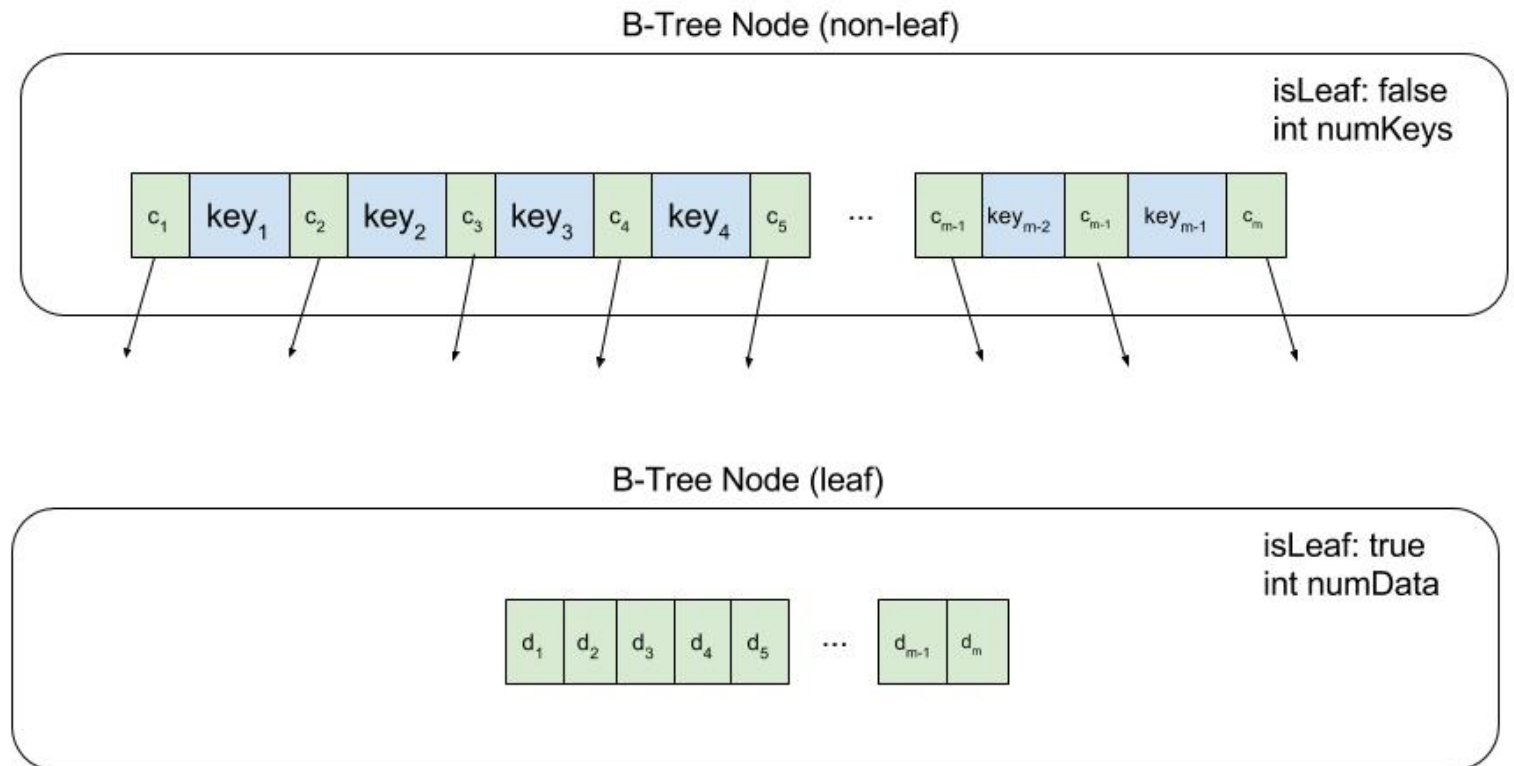 B-Tree Node (non-leaf)
isLeaf: false
int numKeys
c₁ key₁ c₂ key₂ c₃ key₃ c₄ key₄ c₅ ... cₘ₋₁ keyₘ₋₂ cₘ₋₁ keyₘ₋₁ cₘ
B-Tree Node (leaf)
isLeaf: true
int numData
d₁ d₂ d₃ d₄ d₅ ... dₘ₋₁ dₘ